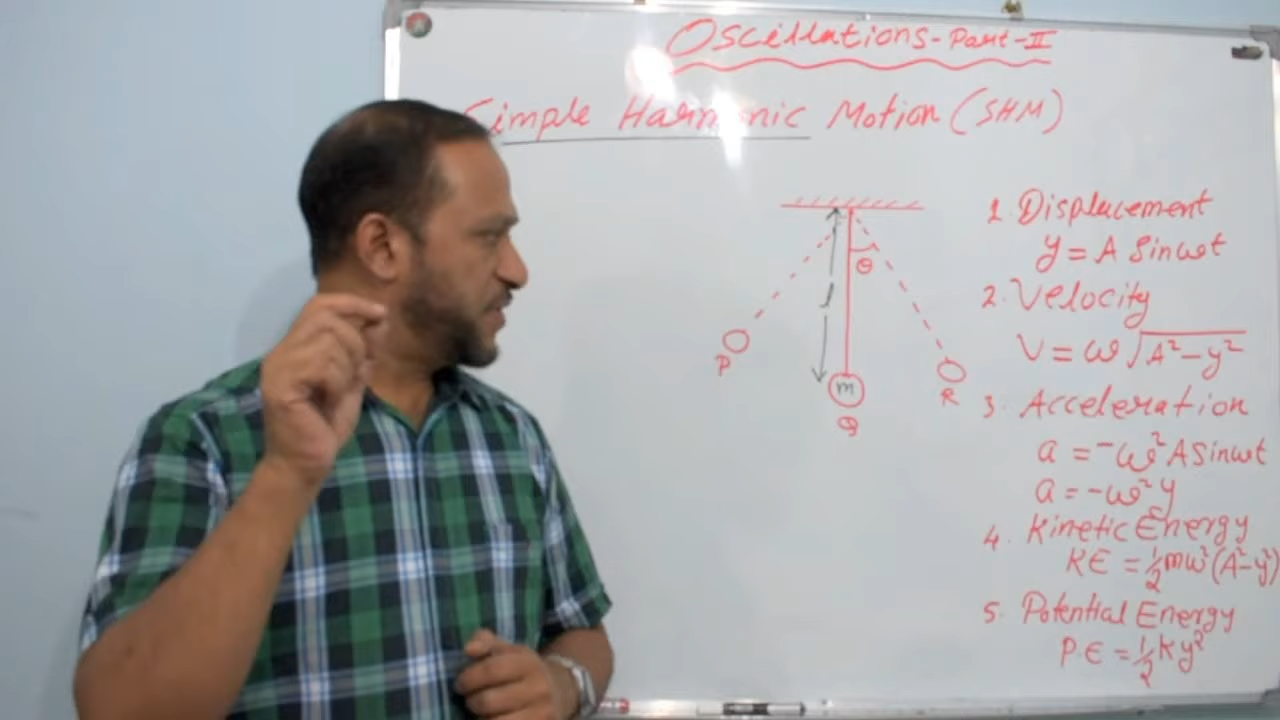 Oscillations-Part-II
Simple Harmonic Motion (SHM)
θ
l
P
m
Q
R
1. Displacement
y = A Sinωt
2. Velocity
V = ω√A²-y²
3. Acceleration
a = -ω²A Sinωt
a = -ω²y
4. Kinetic Energy
KE = ½mω²(A²-y²)
5. Potential Energy
P.E = ½Ky²